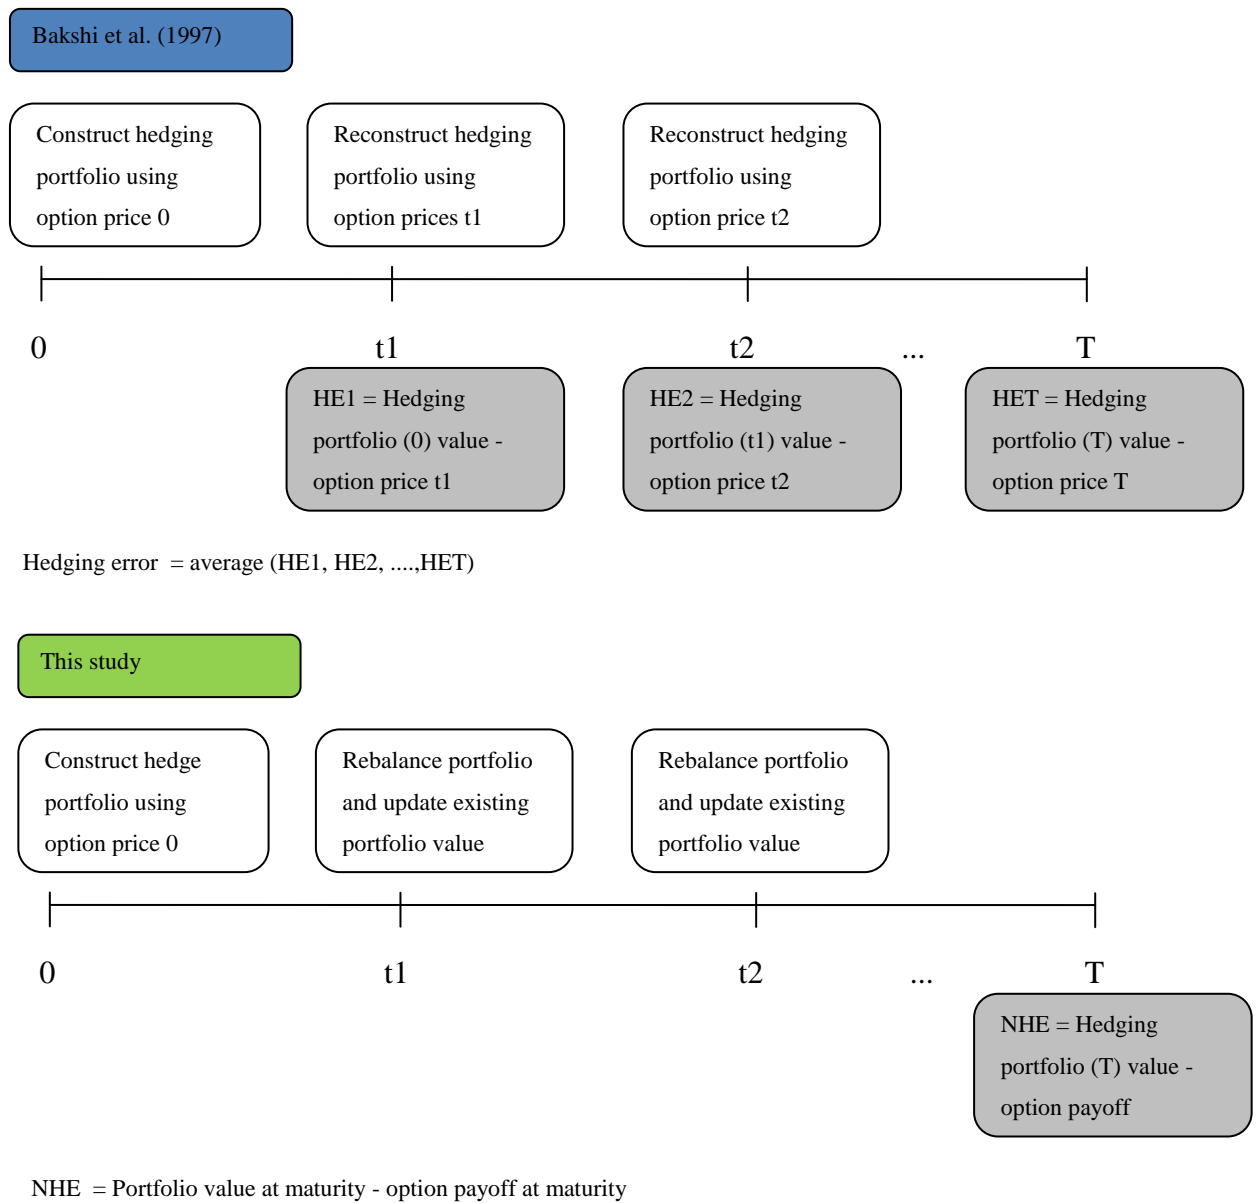 Bakshi et al. (1997)
Construct hedging
portfolio using
option price 0
Reconstruct hedging
portfolio using
option prices t1
Reconstruct hedging
portfolio using
option price t2
0
t1
t2
...
T
HE1 = Hedging
portfolio (0) value -
option price t1
HE2 = Hedging
portfolio (t1) value -
option price t2
HET = Hedging
portfolio (T) value -
option price T
Hedging error  = average (HE1, HE2, ....,HET)
This study
Construct hedge
portfolio using
option price 0
Rebalance portfolio
and update existing
portfolio value
Rebalance portfolio
and update existing
portfolio value
0
t1
t2
...
T
NHE = Hedging
portfolio (T) value -
option payoff
NHE  = Portfolio value at maturity - option payoff at maturity